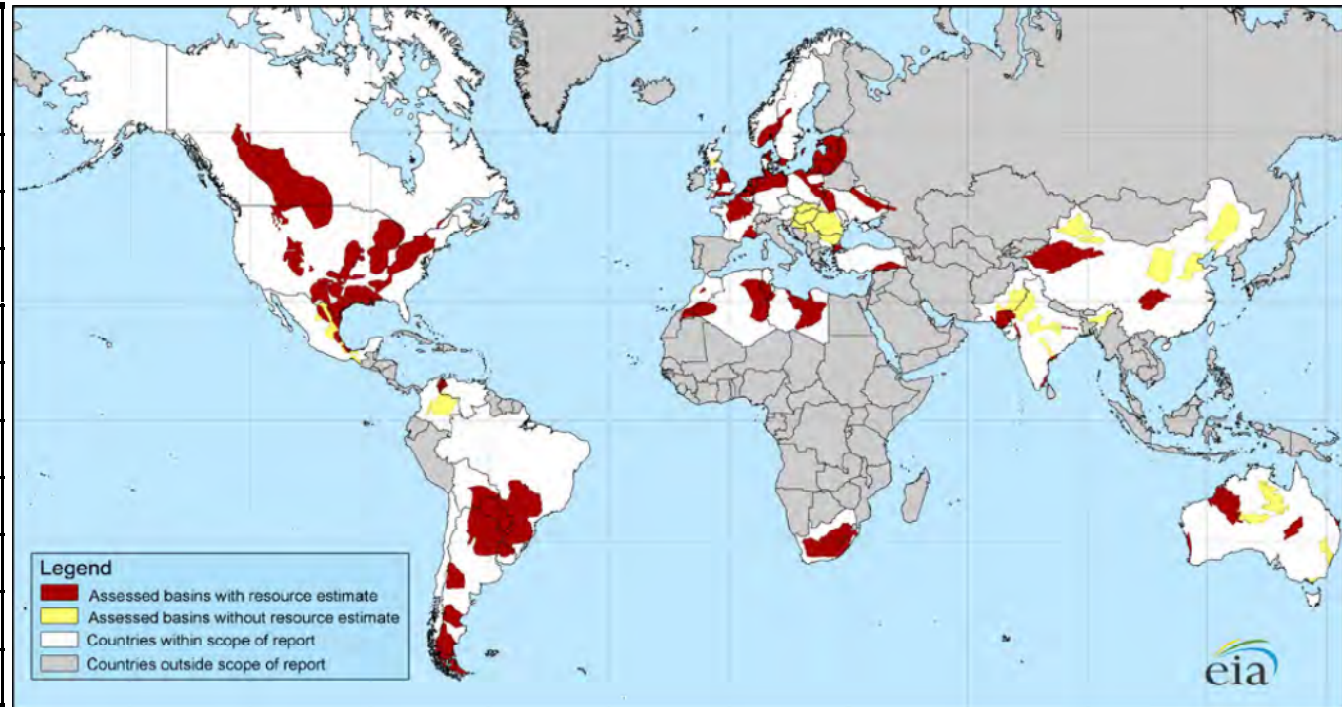 Legend
Assessed basins with resource estimate
Assessed basins without resource estimate
Countries within scope of report
Countries outside scope of report
eia